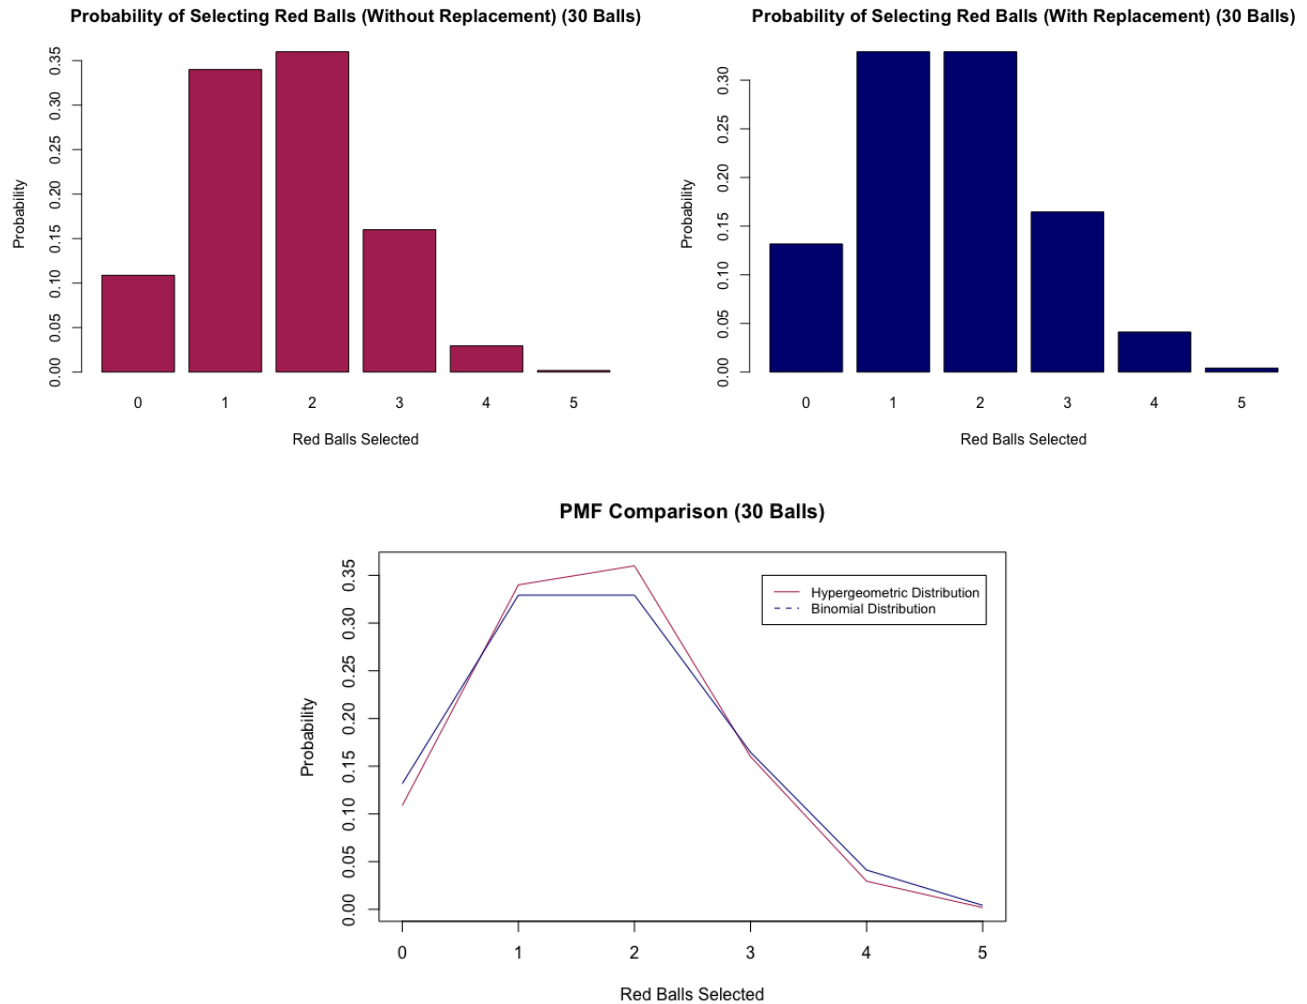 Probability of Selecting Red Balls (Without Replacement) (30 Balls)
Probability
0.00
0.05
0.10
0.15
0.20
0.25
0.30
0.35
0 1 2 3 4 5
Red Balls Selected
Probability of Selecting Red Balls (With Replacement) (30 Balls)
Probability
0.00
0.05
0.10
0.15
0.20
0.25
0.30
0 1 2 3 4 5
Red Balls Selected
PMF Comparison (30 Balls)
Probability
0.00
0.05
0.10
0.15
0.20
0.25
0.30
0.35
Hypergeometric Distribution
Binomial Distribution
0 1 2 3 4 5
Red Balls Selected